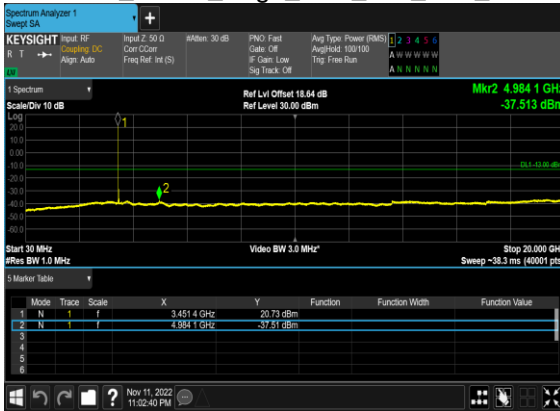 Spectrum Analyzer 1
Swept SA
KEYSIGHT Input: RF Input Z: 50 Ω #Atten: 30 dB PNO: Fast Avg Type: Power (RMS) 1 2 3 4 5 6
R T Coupling: DC Corr CCorr Gate: Off Avg|Hold: 100/100 A W W W W W
Align: Auto Freq Ref: Int (S) IF Gain: Low Trig: Free Run
Sig Track: Off A N N N N N
1 Spectrum Ref Lvl Offset 18.64 dB Mkr2 4.984 1 GHz
Scale/Div 10 dB Ref Level 30.00 dBm -37.513 dBm
Log
20.0
10.0
0.00
-10.0 DL1 -13.00 dBm
-20.0
-30.0
-40.0
-50.0
-60.0
1
2
Start 30 MHz Video BW 3.0 MHz* Stop 20.000 GHz
#Res BW 1.0 MHz Sweep ~38.3 ms (40001 pts)
5 Marker Table
Mode Trace Scale X Y Function Function Width Function Value
1 N 1 f 3.451 4 GHz 20.73 dBm
2 N 1 f 4.984 1 GHz -37.51 dBm
3
4
5
6
? Nov 11, 2022
11:02:40 PM